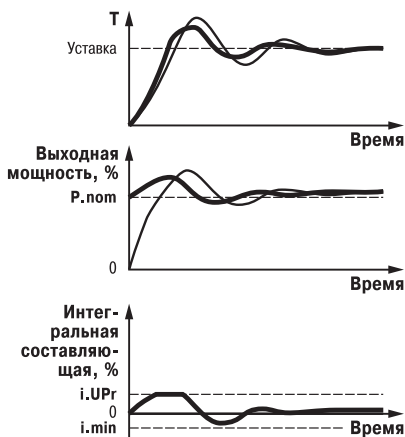 T
Уставка
Время
Выходная
мощность, %
P.nom
0
Время
Интег-
ральная
составляю-
щая, %
i.UPr
0
i.min
Время